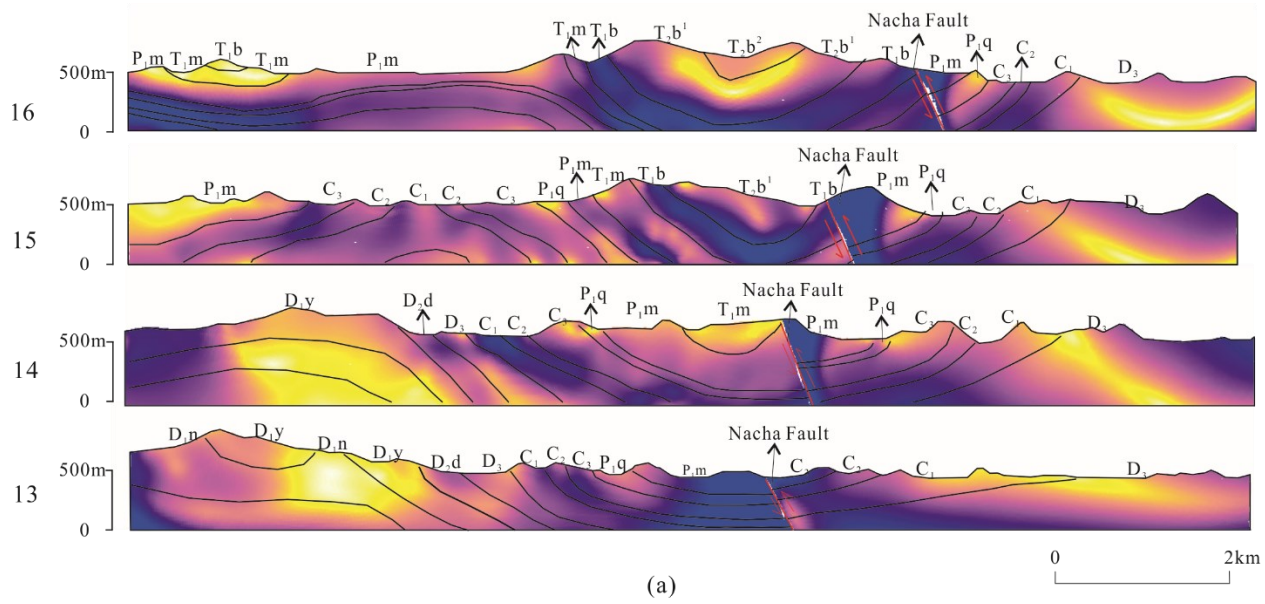 Nacha Fault
P₁m T₁m T₁b T₁m P₁m T₁m T₁b T₂b¹ T₂b² T₂b¹ T₁b P₁m P₁q C₃ C₂ C₁ D₃
16
500m
0
Nacha Fault
P₁m C₃ C₂ C₁ C₂ C₃ P₁q P₁m T₁m T₁b T₂b¹ T₁b P₁m P₁q C₃ C₂ C₁ D₃
15
500m
0
Nacha Fault
D₁y D₂d D₃ C₁ C₂ C₃ P₁q P₁m T₁m P₁m P₁q C₃ C₂ C₁ D₃
14
500m
0
Nacha Fault
D₁n D₁y D₁n D₁y D₂d D₃ C₁ C₂ C₃ P₁q P₁m C₃ C₂ C₁ D₃
13
500m
0
0 2km
(a)